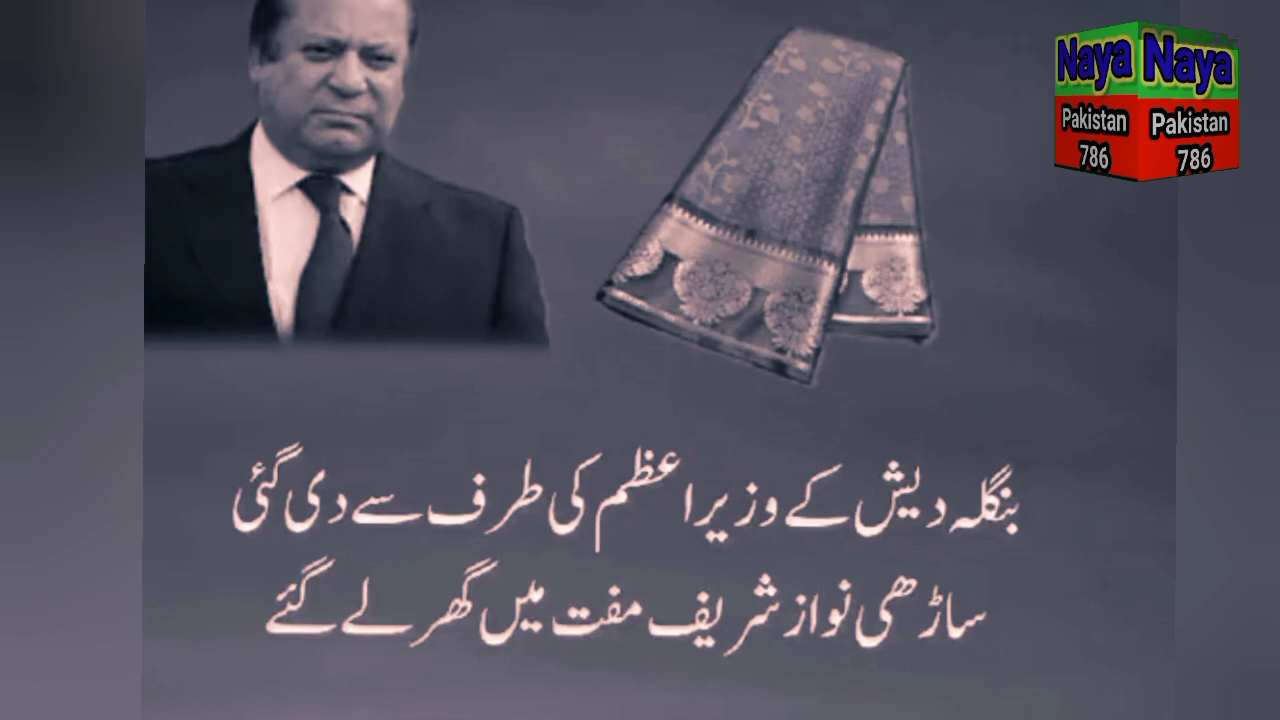 Naya Naya
Pakistan Pakistan
786 786
بنگلہ دیش کے وزیراعظم کی طرف سے دی گئی
ساڑھی نواز شریف مفت میں گھر لے گئے